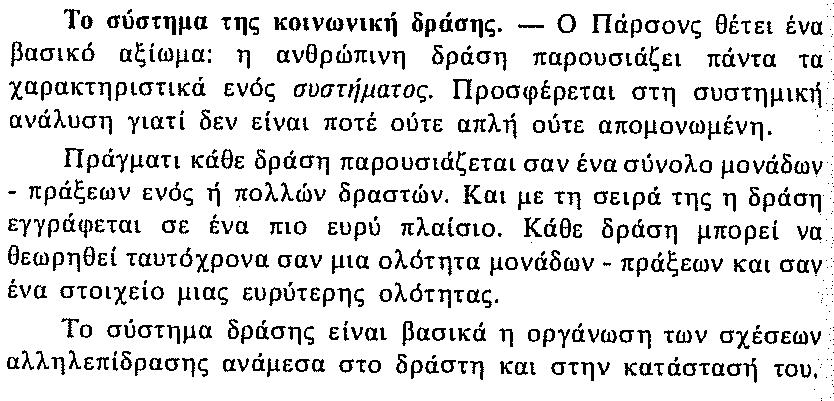 Το σύστημα της κοινωνική δράσης. — Ο Πάρσονς θέτει ένα
βασικό αξίωμα: η ανθρώπινη δράση παρουσιάζει πάντα τα
χαρακτηριστικά ενός συστήματος. Προσφέρεται στη συστημική
ανάλυση γιατί δεν είναι ποτέ ούτε απλή ούτε απομονωμένη.
Πράγματι κάθε δράση παρουσιάζεται σαν ένα σύνολο μονάδων
- πράξεων ενός ή πολλών δραστών. Και με τη σειρά της η δράση
εγγράφεται σε ένα πιο ευρύ πλαίσιο. Κάθε δράση μπορεί να
θεωρηθεί ταυτόχρονα σαν μια ολότητα μονάδων - πράξεων και σαν
ένα στοιχείο μιας ευρύτερης ολότητας.
Το σύστημα δράσης είναι βασικά η οργάνωση των σχέσεων
αλληλεπίδρασης ανάμεσα στο δράστη και στην κατάστασή του.